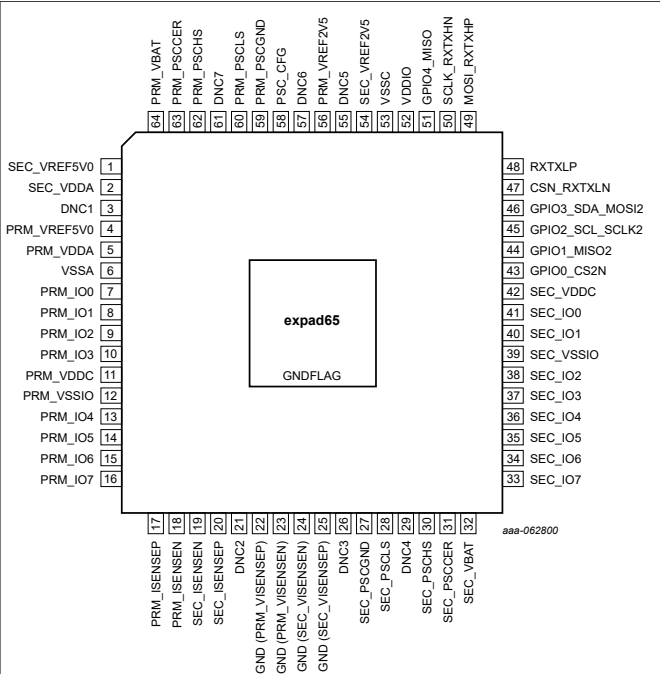 64 PRM_VBAT
63 PRM_PSCCER
62 PRM_PSCHS
61 DNC7
60 PRM_PSCLS
59 PRM_PSCGND
58 PSC_CFG
57 DNC6
56 PRM_VREF2V5
55 DNC5
54 SEC_VREF2V5
53 VSSC
52 VDDIO
51 GPIO4_MISO
50 SCLK_RXTXHN
49 MOSI_RXTXHP
SEC_VREF5V0 1
SEC_VDDA 2
DNC1 3
PRM_VREF5V0 4
PRM_VDDA 5
VSSA 6
PRM_IO0 7
PRM_IO1 8
PRM_IO2 9
PRM_IO3 10
PRM_VDDC 11
PRM_VSSIO 12
PRM_IO4 13
PRM_IO5 14
PRM_IO6 15
PRM_IO7 16
expad65
GNDFLAG
48 RXTXLP
47 CSN_RXTXLN
46 GPIO3_SDA_MOSI2
45 GPIO2_SCL_SCLK2
44 GPIO1_MISO2
43 GPIO0_CS2N
42 SEC_VDDC
41 SEC_IO0
40 SEC_IO1
39 SEC_VSSIO
38 SEC_IO2
37 SEC_IO3
36 SEC_IO4
35 SEC_IO5
34 SEC_IO6
33 SEC_IO7
PRM_ISENSEP 17
PRM_ISENSEN 18
SEC_ISENSEN 19
SEC_ISENSEP 20
DNC2 21
GND (PRM_VISENSEP) 22
GND (PRM_VISENSEN) 23
GND (SEC_VISENSEN) 24
GND (SEC_VISENSEP) 25
DNC3 26
SEC_PSCGND 27
SEC_PSCLS 28
DNC4 29
SEC_PSCHS 30
SEC_PSCCER 31
SEC_VBAT 32
aaa-062800